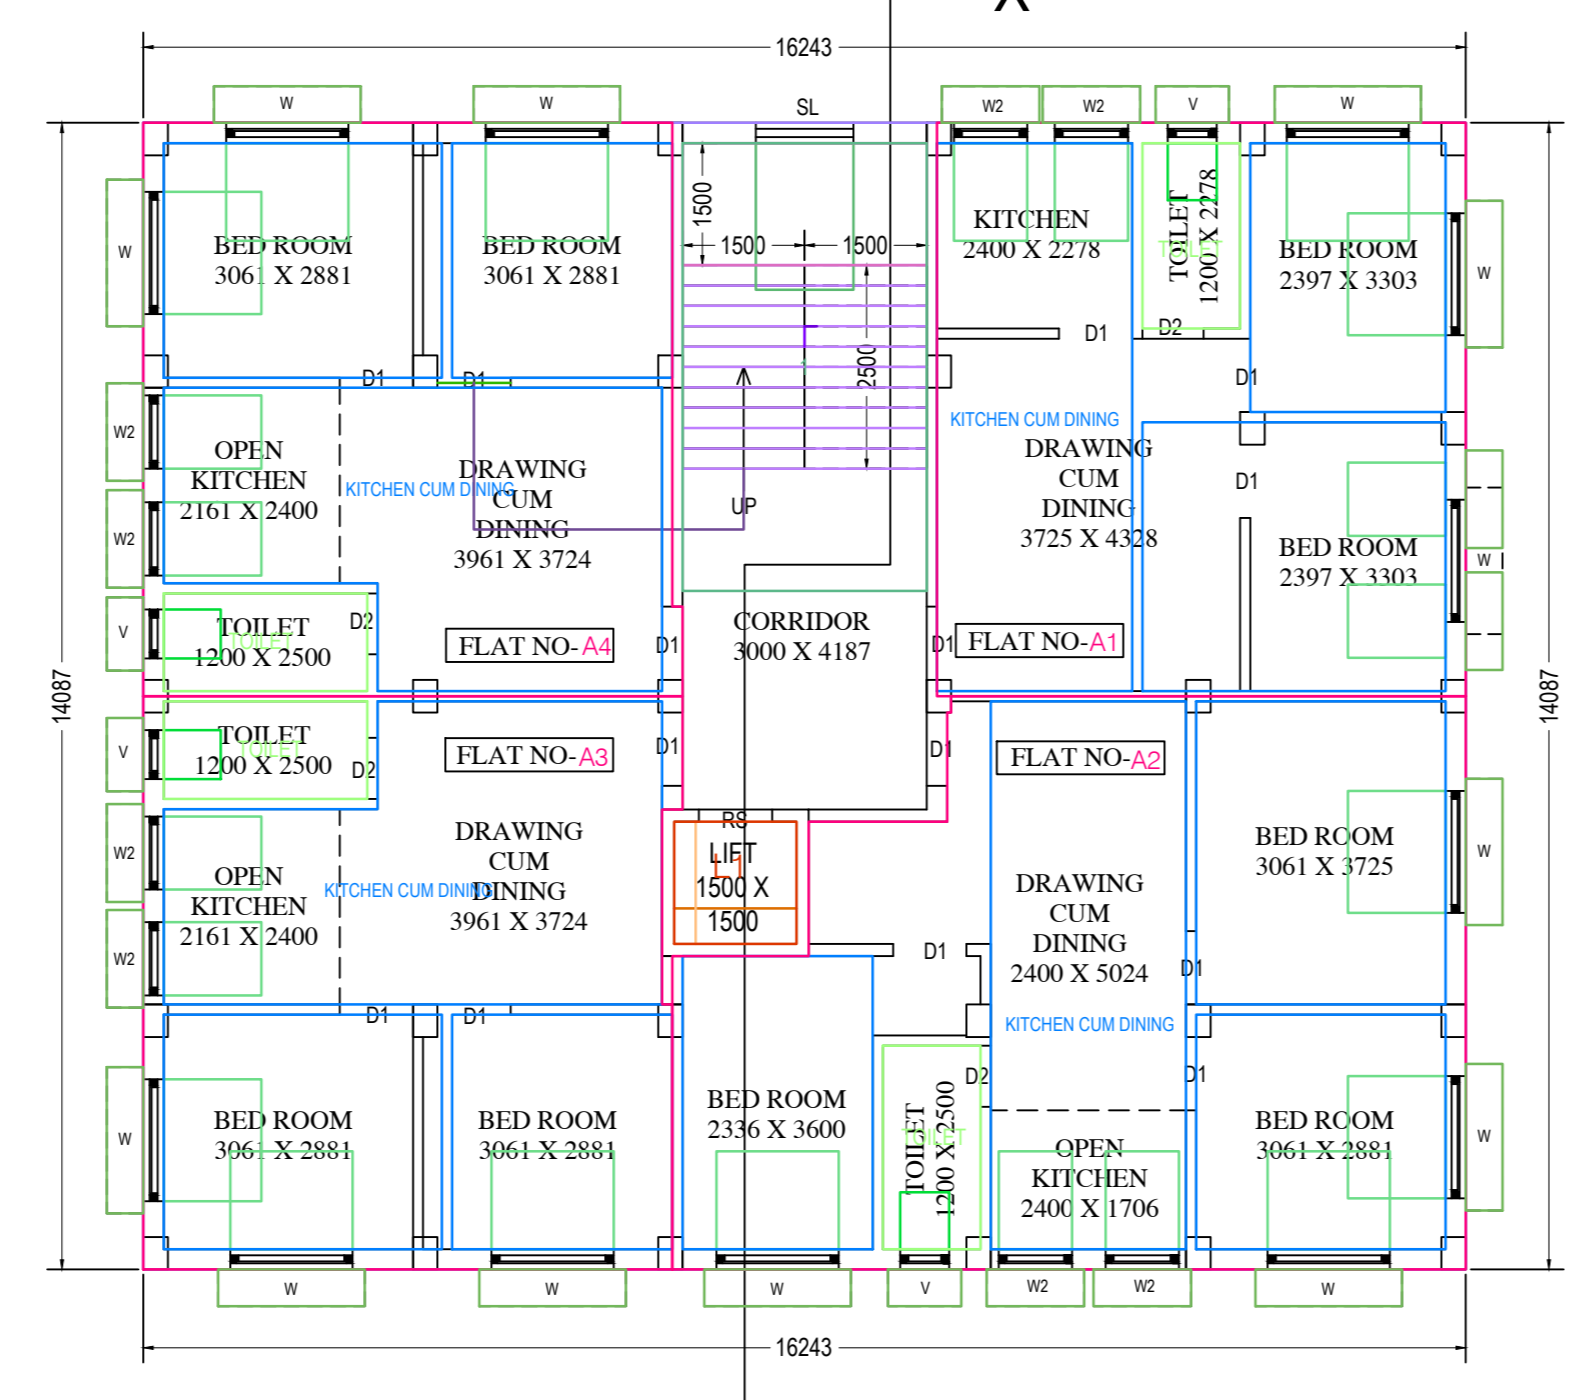 X
16243
W
W
SL
W2
W2
V
W
1500
1500
1500
2500
UP
W
BED ROOM
3061 X 2881
BED ROOM
3061 X 2881
KITCHEN
2400 X 2278
TOILET
1200 X 2278
TOILET
BED ROOM
2397 X 3303
W
D1
D1
D1
D2
D1
W2
OPEN
KITCHEN
2161 X 2400
KITCHEN CUM DINING
DRAWING
CUM
DINING
3961 X 3724
KITCHEN CUM DINING
DRAWING
CUM
DINING
3725 X 4328
D1
BED ROOM
2397 X 3303
W
W2
V
TOILET
TOILET
1200 X 2500
D2
FLAT NO-A4
D1
CORRIDOR
3000 X 4187
D1
FLAT NO-A1
14087
14087
V
TOILET
TOILET
1200 X 2500
D2
FLAT NO-A3
D1
D1
FLAT NO-A2
W2
OPEN
KITCHEN
2161 X 2400
KITCHEN CUM DINING
DRAWING
CUM
DINING
3961 X 3724
RS
LIFT
L1
1500 X
1500
D1
DRAWING
CUM
DINING
2400 X 5024
KITCHEN CUM DINING
D1
BED ROOM
3061 X 3725
W
W2
D1
D1
W
BED ROOM
3061 X 2881
BED ROOM
3061 X 2881
BED ROOM
2336 X 3600
TOILET
1200 X 2500
TOILET
D2
OPEN
KITCHEN
2400 X 1706
D1
BED ROOM
3061 X 2881
W
W
W
W
V
W2
W2
W
16243